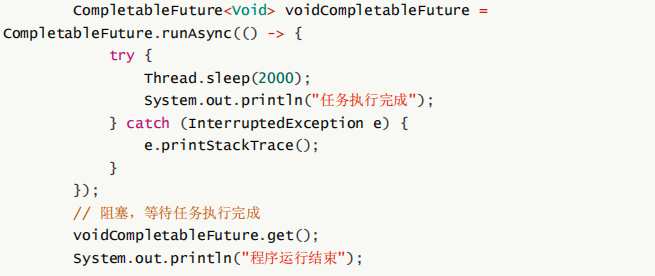 CompletableFuture<Void> voidCompletableFuture =
CompletableFuture.runAsync(() -> {
try {
Thread.sleep(2000);
System.out.println("任务执行完成");
} catch (InterruptedException e) {
e.printStackTrace();
}
});
// 阻塞，等待任务执行完成
voidCompletableFuture.get();
System.out.println("程序运行结束");